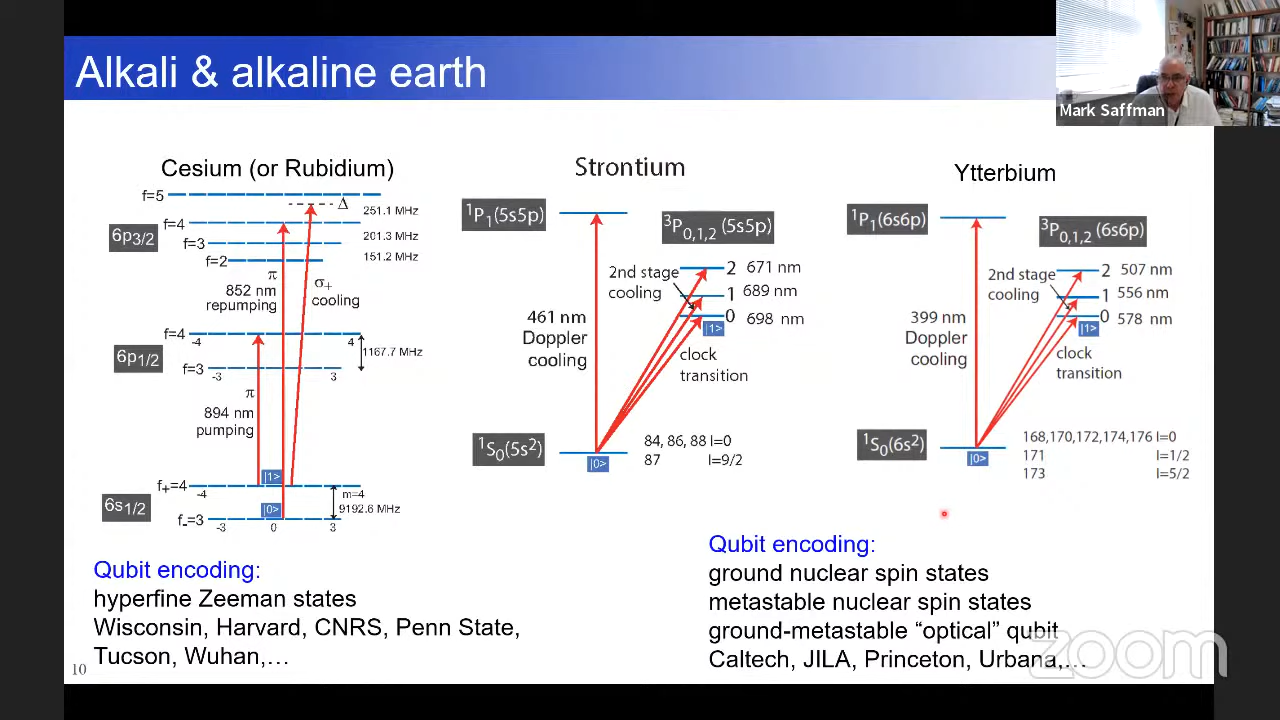 Alkali & alkaline earth
Mark Saffman
Cesium (or Rubidium)
f=5
Δ
251.1 MHz
f=4
6p3/2
201.3 MHz
f=3
151.2 MHz
f=2
π
852 nm
repumping
σ+
cooling
f=4
-4
4
6p1/2
1167.7 MHz
f=3
-3
3
π
894 nm
pumping
|1>
f+=4
-4
m=4
6s1/2
|0>
9192.6 MHz
f-=3
-3
0
3
Strontium
1P1(5s5p)
3P0,1,2 (5s5p)
2nd stage
cooling
2 671 nm
1 689 nm
0 698 nm
|1>
461 nm
Doppler
cooling
clock
transition
1S0(5s2)
|0>
84, 86, 88 I=0
87 I=9/2
Ytterbium
1P1(6s6p)
3P0,1,2 (6s6p)
2nd stage
cooling
2 507 nm
1 556 nm
0 578 nm
|1>
399 nm
Doppler
cooling
clock
transition
1S0(6s2)
|0>
168,170,172,174,176 I=0
171 I=1/2
173 I=5/2
Qubit encoding:
hyperfine Zeeman states
Wisconsin, Harvard, CNRS, Penn State,
Tucson, Wuhan,…
Qubit encoding:
ground nuclear spin states
metastable nuclear spin states
ground-metastable “optical” qubit
Caltech, JILA, Princeton, Urbana,…
10
zoom